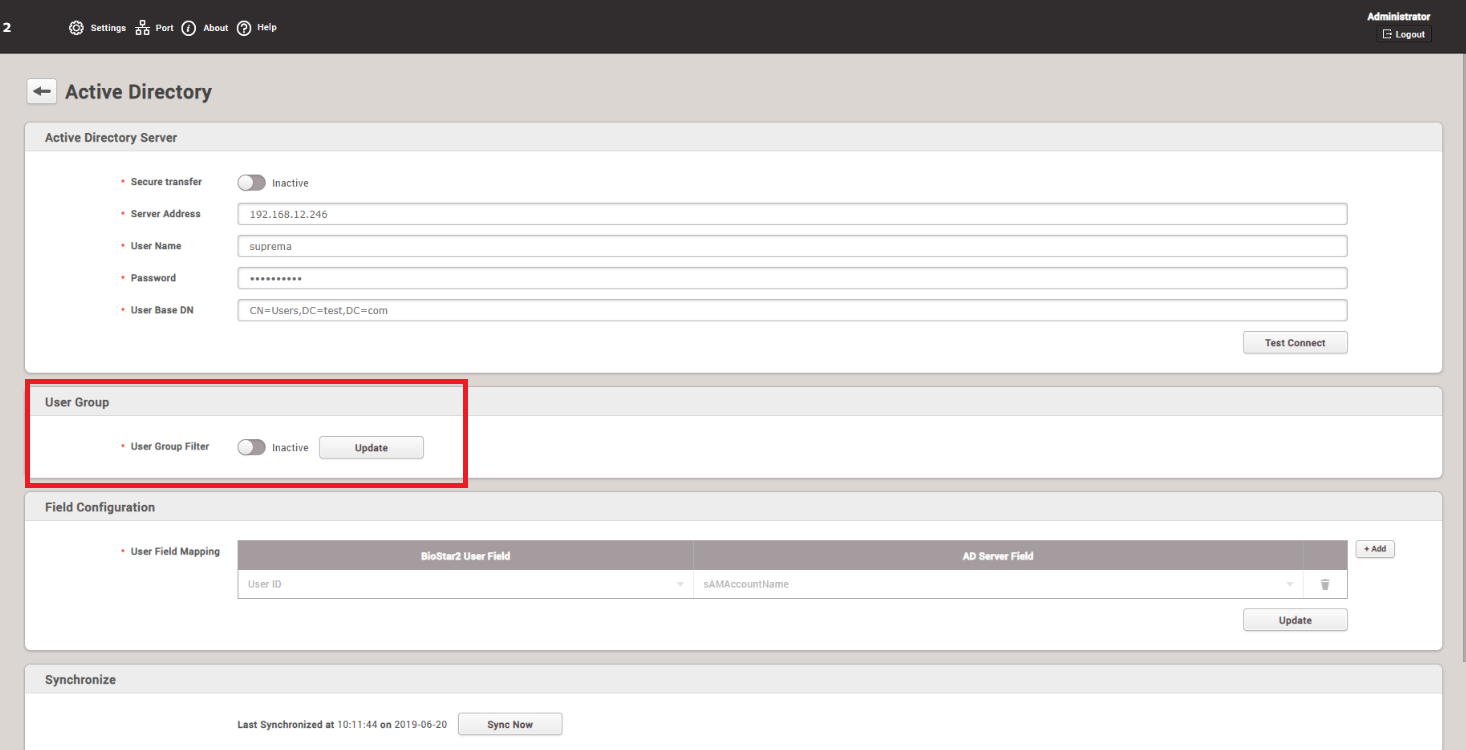 2 Settings Port About Help Administrator
Logout
Active Directory
Active Directory Server
• Secure transfer Inactive
• Server Address 192.168.12.246
• User Name suprema
• Password ••••••••••
• User Base DN CN=Users,DC=test,DC=com
Test Connect
User Group
• User Group Filter Inactive Update
Field Configuration
• User Field Mapping BioStar2 User Field AD Server Field + Add
User ID sAMAccountName
Update
Synchronize
Last Synchronized at 10:11:44 on 2019-06-20 Sync Now